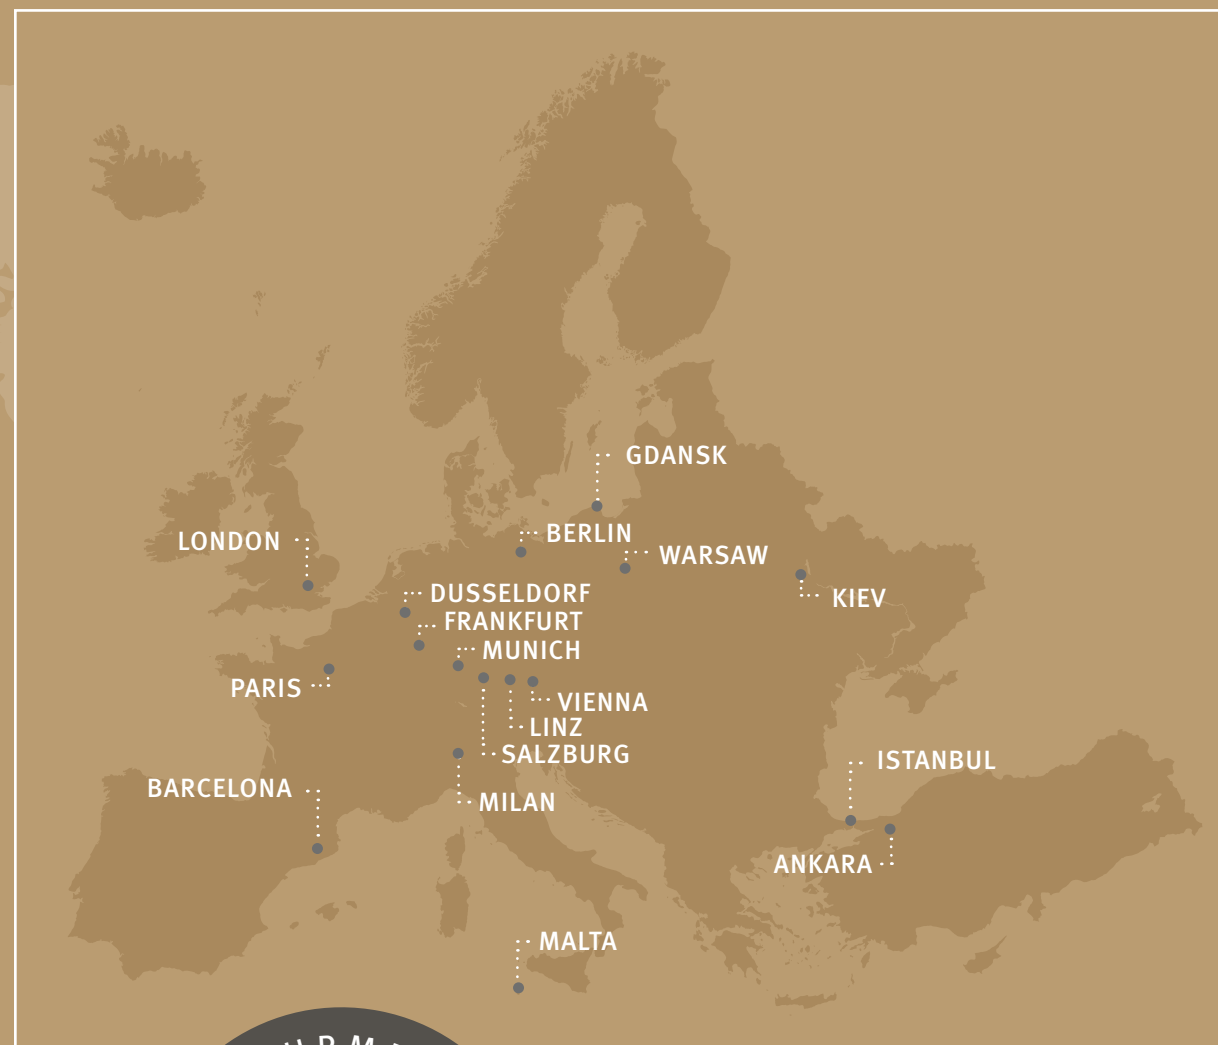 GDANSK
BERLIN
LONDON
WARSAW
DUSSELDORF
KIEV
FRANKFURT
MUNICH
PARIS
VIENNA
LINZ
SALZBURG
ISTANBUL
BARCELONA
MILAN
ANKARA
MALTA